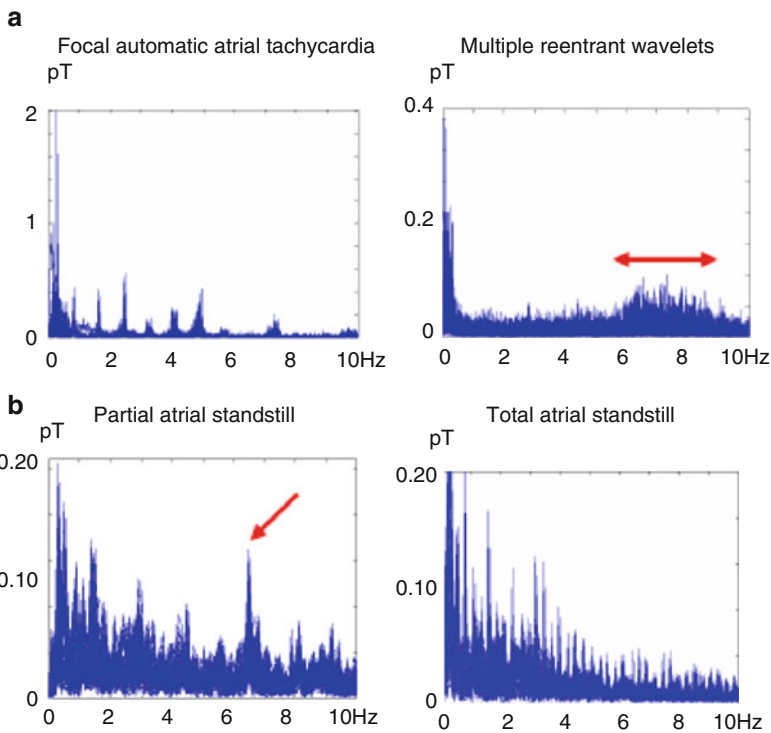 a
Focal automatic atrial tachycardia
pT
2
1
0
0 2 4 6 8 10Hz
Multiple reentrant wavelets
pT
0.4
0.2
0
0 2 4 6 8 10Hz
b
Partial atrial standstill
pT
0.20
0.10
0
0 2 4 6 8 10Hz
Total atrial standstill
pT
0.20
0.10
0
0 2 4 6 8 10Hz